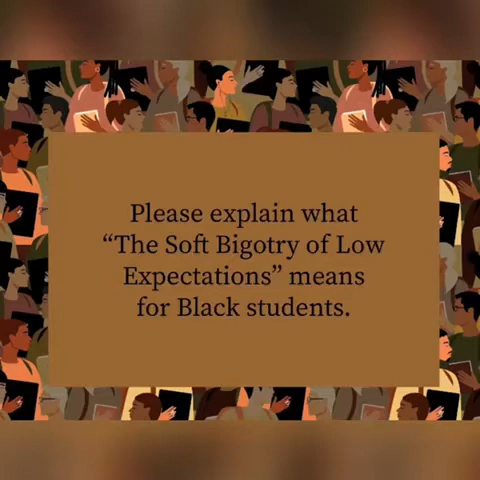 Please explain what
“The Soft Bigotry of Low
Expectations” means
for Black students.